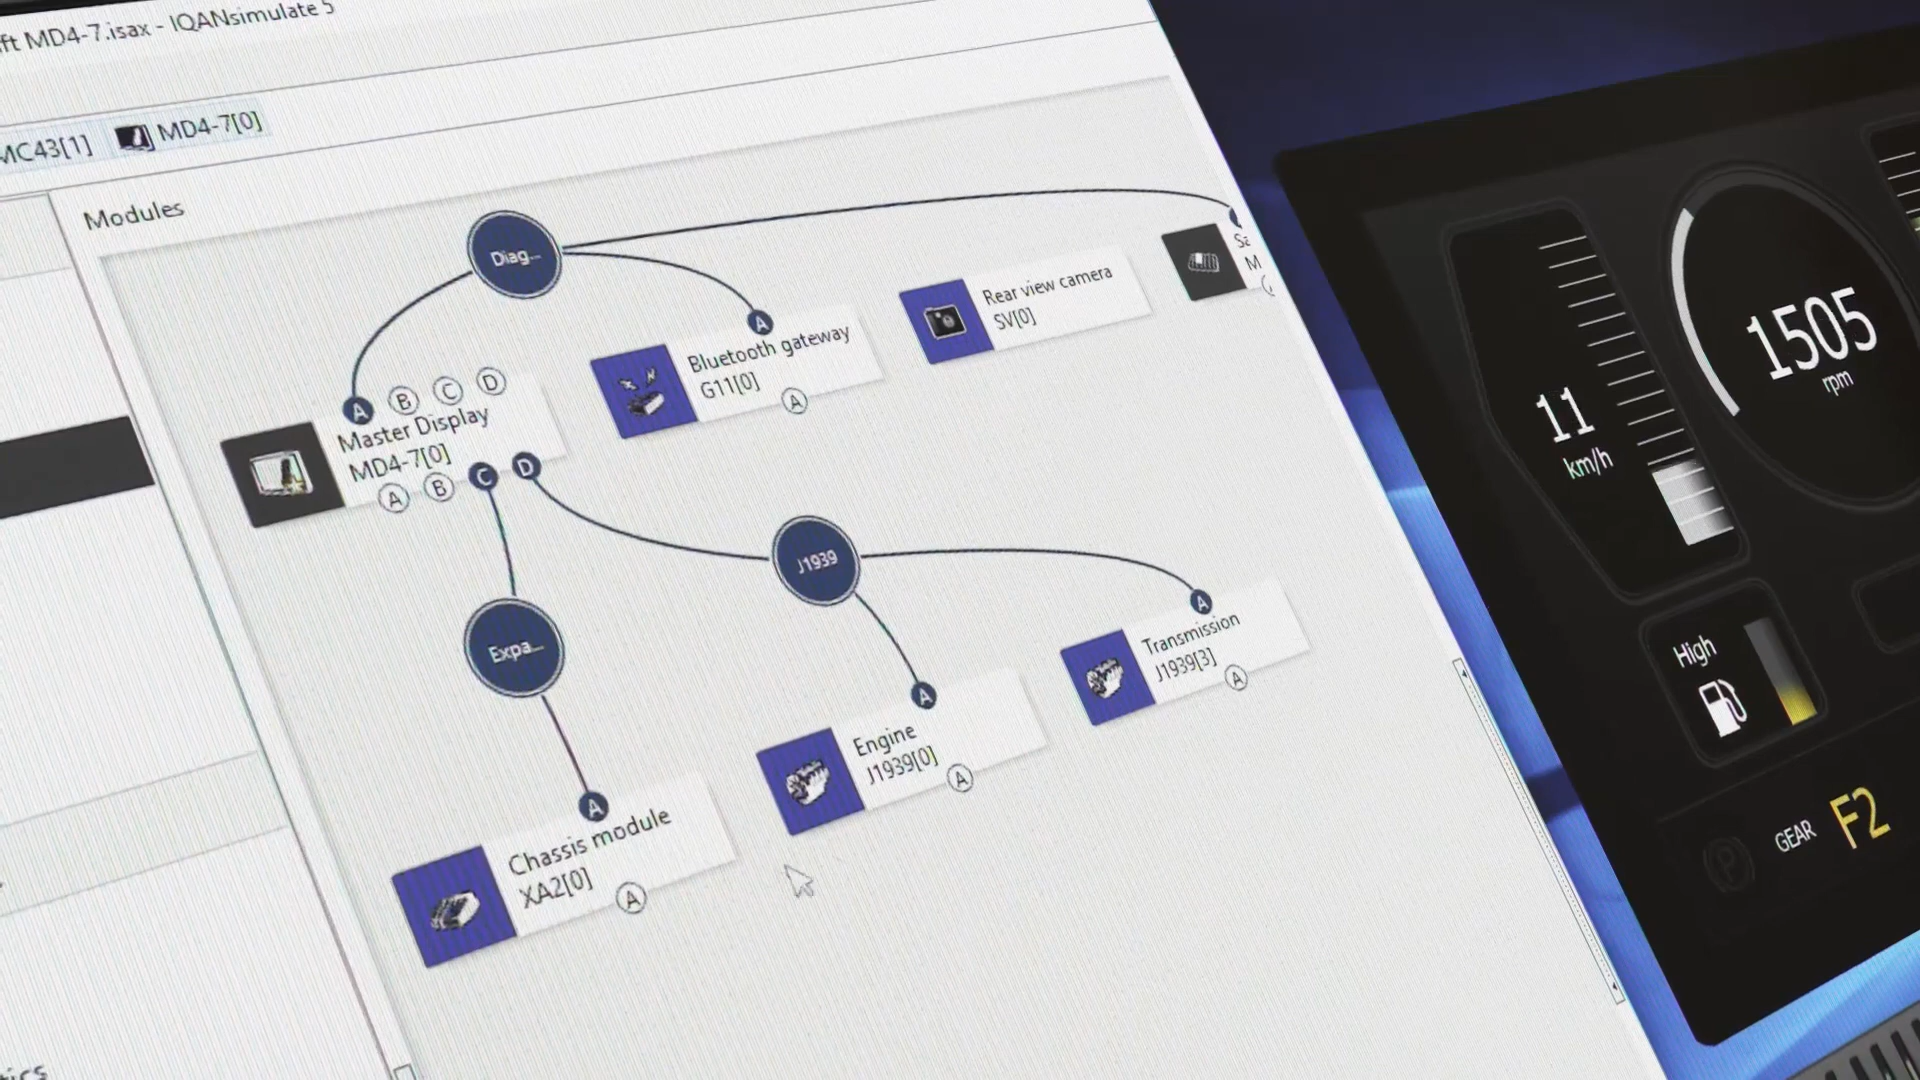 ft MD4-7.isax - IQANsimulate 5
MC43[1] MD4-7[0]
Modules
Diag...
A
Bluetooth gateway
G11[0]
A
Rear view camera
SV[0]
A B C D
Master Display
MD4-7[0]
A B C D
J1939
Expa...
A
Transmission
J1939[3]
A
A
Engine
J1939[0]
A
A
Chassis module
XA2[0]
A
1505
rpm
11
km/h
High
GEAR F2
P